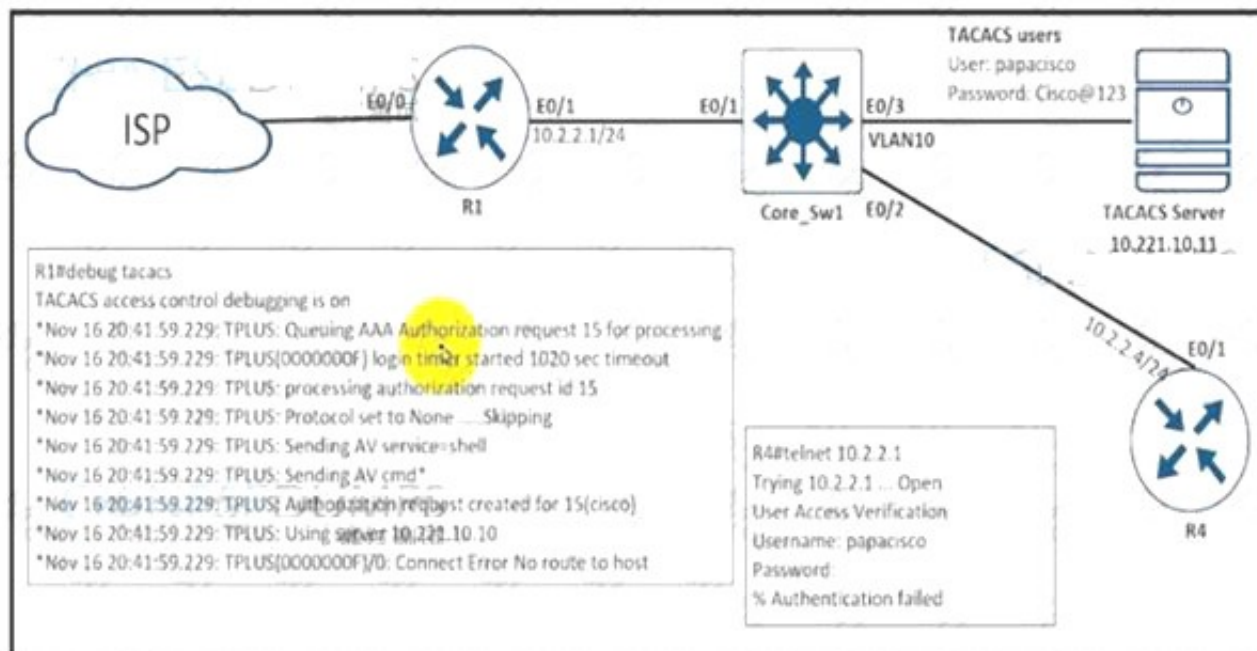 TACACS users
User: papacisco
Password: Cisco@123
ISP
E0/0
E0/1
10.2.2.1/24
E0/1
E0/3
VLAN10
R1
Core_Sw1
E0/2
TACACS Server
10.221.10.11
10.2.2.4/24
E0/1
R4
R1#debug tacacs
TACACS access control debugging is on
*Nov 16 20:41:59.229: TPLUS: Queuing AAA Authorization request 15 for processing
*Nov 16 20:41:59.229: TPLUS(0000000F) login timer started 1020 sec timeout
*Nov 16 20:41:59.229: TPLUS: processing authorization request id 15
*Nov 16 20:41:59.229: TPLUS: Protocol set to None .....Skipping
*Nov 16 20:41:59.229: TPLUS: Sending AV service=shell
*Nov 16 20:41:59.229: TPLUS: Sending AV cmd*
*Nov 16 20:41:59.229: TPLUS: Authorization request created for 15(cisco)
*Nov 16 20:41:59.229: TPLUS: Using server 10.221.10.10
*Nov 16 20:41:59.229: TPLUS(0000000F)/0: Connect Error No route to host
R4#telnet 10.2.2.1
Trying 10.2.2.1 ... Open
User Access Verification
Username: papacisco
Password:
% Authentication failed